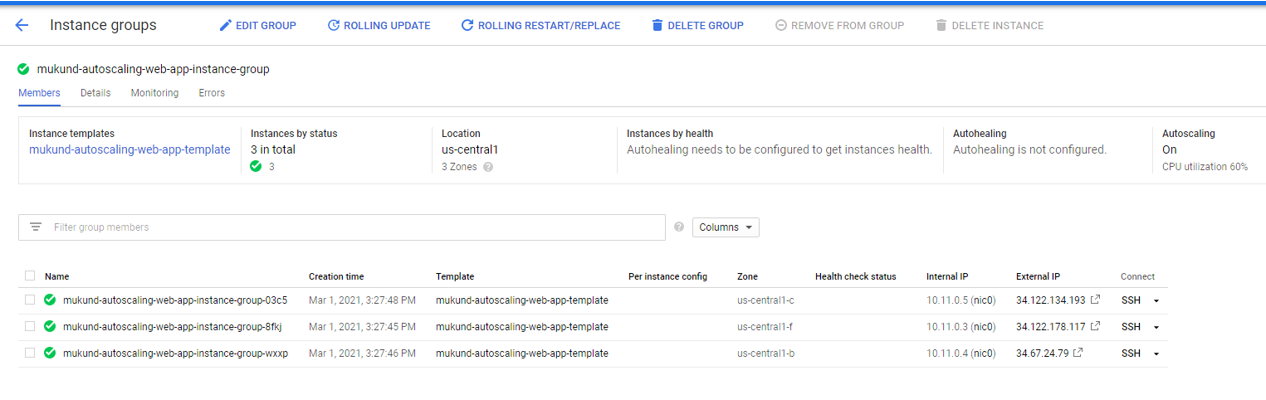 Instance groups EDIT GROUP ROLLING UPDATE ROLLING RESTART/REPLACE DELETE GROUP REMOVE FROM GROUP DELETE INSTANCE
mukund-autoscaling-web-app-instance-group
Members Details Monitoring Errors
Instance templates Instances by status Location Instances by health Autohealing Autoscaling
mukund-autoscaling-web-app-template 3 in total us-central1 Autohealing needs to be configured to get instances health. Autohealing is not configured. On
3 3 Zones ? CPU utilization 60%
Filter group members ? Columns
Name Creation time Template Per instance config Zone Health check status Internal IP External IP Connect
mukund-autoscaling-web-app-instance-group-03c5 Mar 1, 2021, 3:27:48 PM mukund-autoscaling-web-app-template us-central1-c 10.11.0.5 (nic0) 34.122.134.193 SSH
mukund-autoscaling-web-app-instance-group-8fkj Mar 1, 2021, 3:27:45 PM mukund-autoscaling-web-app-template us-central1-f 10.11.0.3 (nic0) 34.122.178.117 SSH
mukund-autoscaling-web-app-instance-group-wxxp Mar 1, 2021, 3:27:46 PM mukund-autoscaling-web-app-template us-central1-b 10.11.0.4 (nic0) 34.67.24.79 SSH